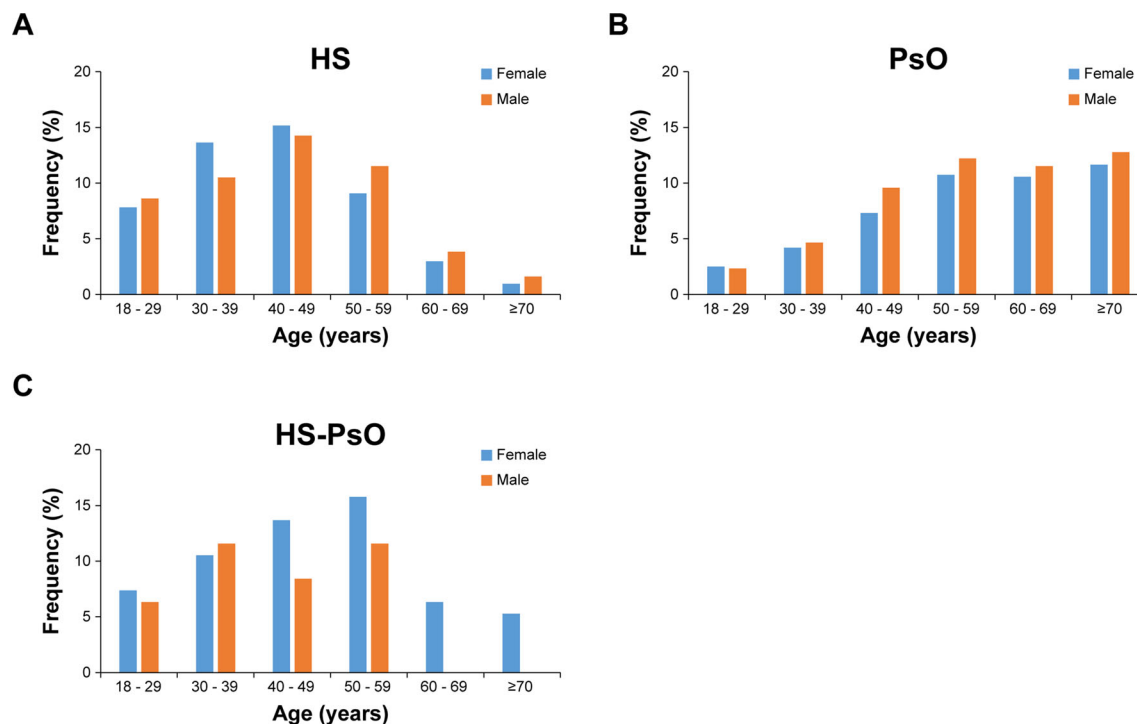 A
HS
Female
Male
Frequency (%)
20
15
10
5
0
18 - 29 30 - 39 40 - 49 50 - 59 60 - 69 ≥70
Age (years)
B
PsO
Female
Male
Frequency (%)
20
15
10
5
0
18 - 29 30 - 39 40 - 49 50 - 59 60 - 69 ≥70
Age (years)
C
HS-PsO
Female
Male
Frequency (%)
20
15
10
5
0
18 - 29 30 - 39 40 - 49 50 - 59 60 - 69 ≥70
Age (years)